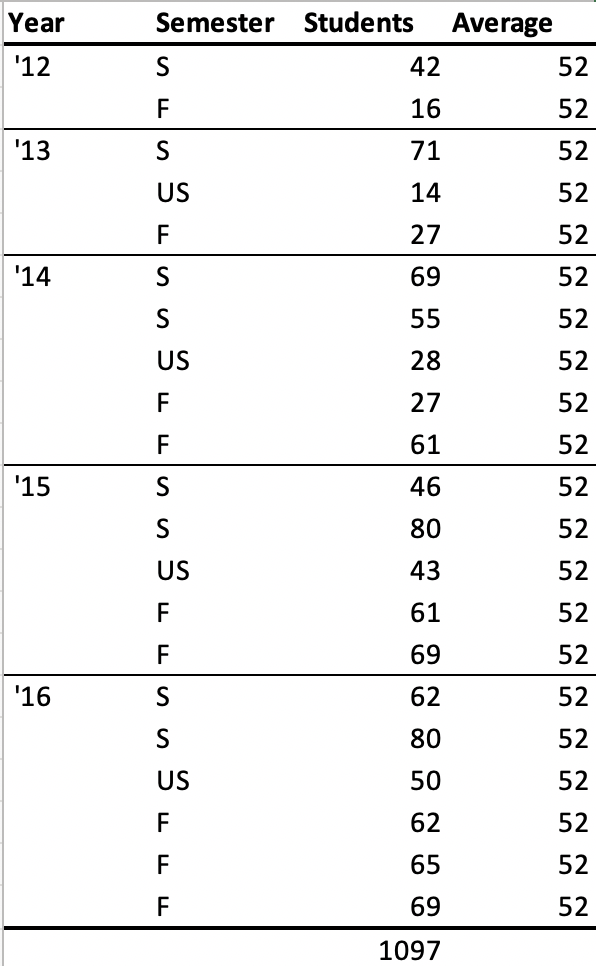 Year Semester Students Average
'12 S 42 52
F 16 52
'13 S 71 52
US 14 52
F 27 52
'14 S 69 52
S 55 52
US 28 52
F 27 52
F 61 52
'15 S 46 52
S 80 52
US 43 52
F 61 52
F 69 52
'16 S 62 52
S 80 52
US 50 52
F 62 52
F 65 52
F 69 52
1097